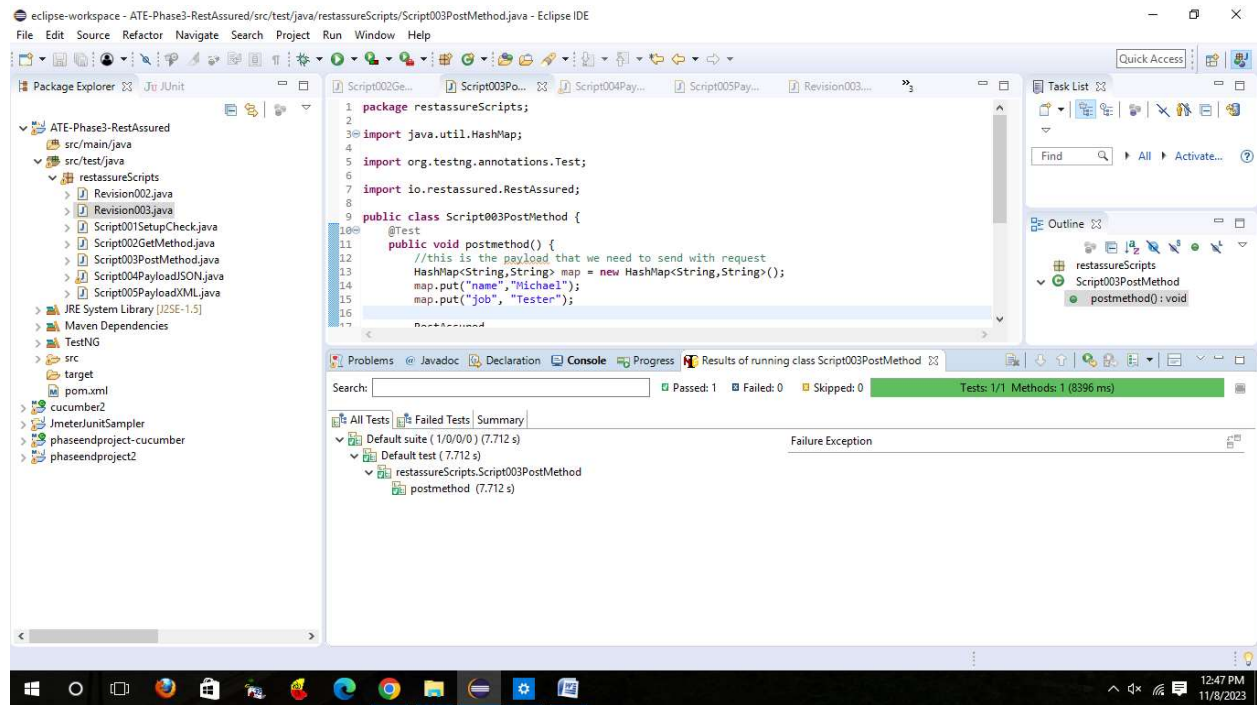 eclipse-workspace - ATE-Phase3-RestAssured/src/test/java/restassureScripts/Script003PostMethod.java - Eclipse IDE
File Edit Source Refactor Navigate Search Project Run Window Help
Quick Access
Package Explorer JUnit
ATE-Phase3-RestAssured
src/main/java
src/test/java
restassureScripts
Revision002.java
Revision003.java
Script001SetupCheck.java
Script002GetMethod.java
Script003PostMethod.java
Script004PayloadJSON.java
Script005PayloadXML.java
JRE System Library [J2SE-1.5]
Maven Dependencies
TestNG
src
target
pom.xml
cucumber2
JmeterJunitSampler
phaseendproject-cucumber
phaseendproject2
Script002Ge... Script003Po... Script004Pay... Script005Pay... Revision003.... »3
1 package restassureScripts;
2
3 import java.util.HashMap;
4
5 import org.testng.annotations.Test;
6
7 import io.restassured.RestAssured;
8
9 public class Script003PostMethod {
10 @Test
11 public void postmethod() {
12 //this is the payload that we need to send with request
13 HashMap<String,String> map = new HashMap<String,String>();
14 map.put("name","Michael");
15 map.put("job", "Tester");
16
17 RestAssured
Task List
Find All Activate...
Outline
restassureScripts
Script003PostMethod
postmethod() : void
Problems Javadoc Declaration Console Progress Results of running class Script003PostMethod
Search: Passed: 1 Failed: 0 Skipped: 0 Tests: 1/1 Methods: 1 (8396 ms)
All Tests Failed Tests Summary
Default suite ( 1/0/0/0 ) (7.712 s)
Default test ( 7.712 s)
restassureScripts.Script003PostMethod
postmethod (7.712 s)
Failure Exception
12:47 PM
11/8/2023